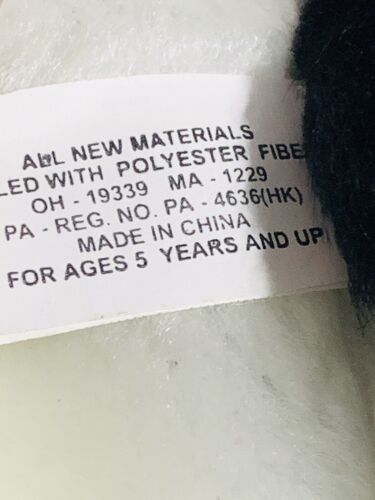 ALL NEW MATERIALS
LED WITH POLYESTER FIBE
OH - 19339 MA - 1229
PA - REG. NO. PA - 4636(HK)
MADE IN CHINA
FOR AGES 5 YEARS AND UP